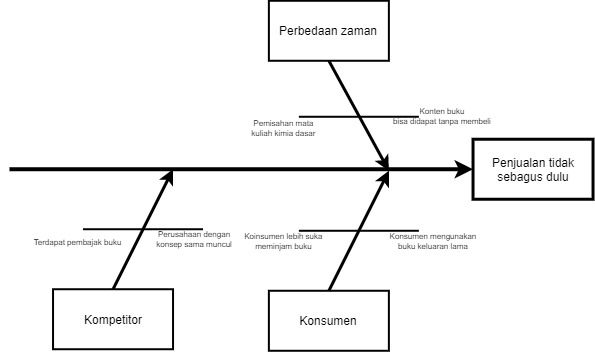 Perbedaan zaman
Pemisahan mata
kuliah kimia dasar
Konten buku
bisa didapat tanpa membeli
Penjualan tidak
sebagus dulu
Terdapat pembajak buku
Perusahaan dengan
konsep sama muncul
Koinsumen lebih suka
meminjam buku
Konsumen mengunakan
buku keluaran lama
Kompetitor
Konsumen